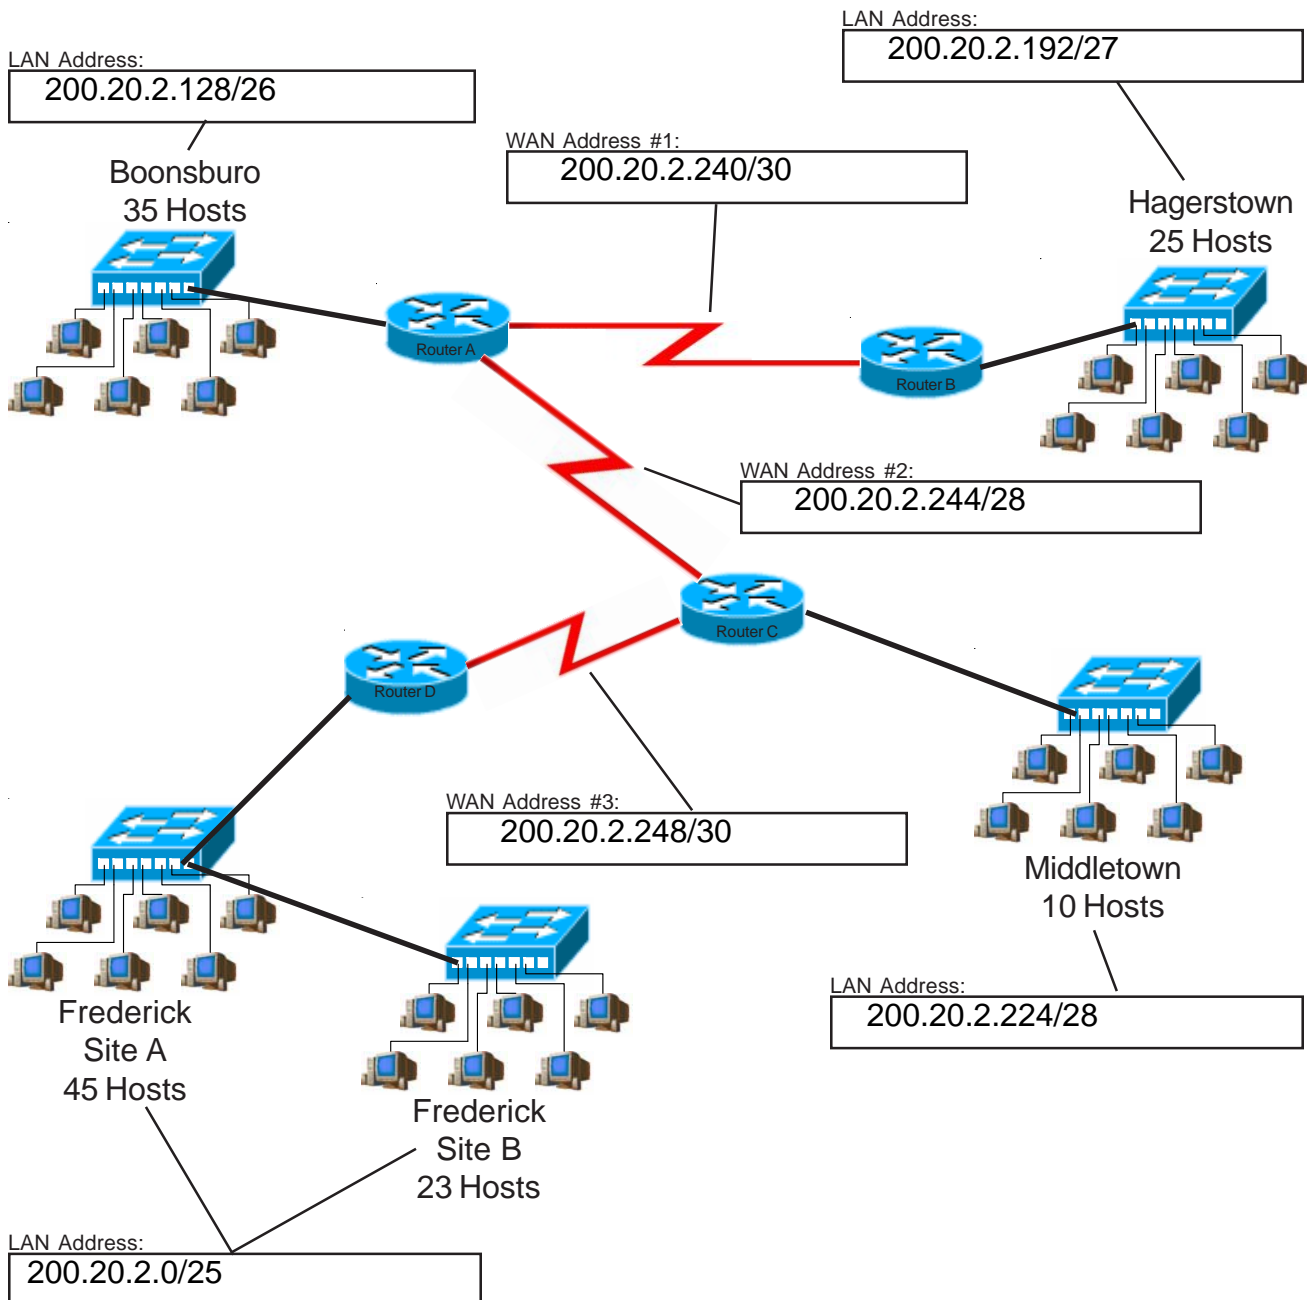 LAN Address:
200.20.2.192/27
LAN Address:
200.20.2.128/26
WAN Address #1:
200.20.2.240/30
Boonsburo
35 Hosts
Hagerstown
25 Hosts
Router A
Router B
WAN Address #2:
200.20.2.244/28
Router C
Router D
WAN Address #3:
200.20.2.248/30
Middletown
10 Hosts
LAN Address:
200.20.2.224/28
Frederick
Site A
45 Hosts
Frederick
Site B
23 Hosts
LAN Address:
200.20.2.0/25